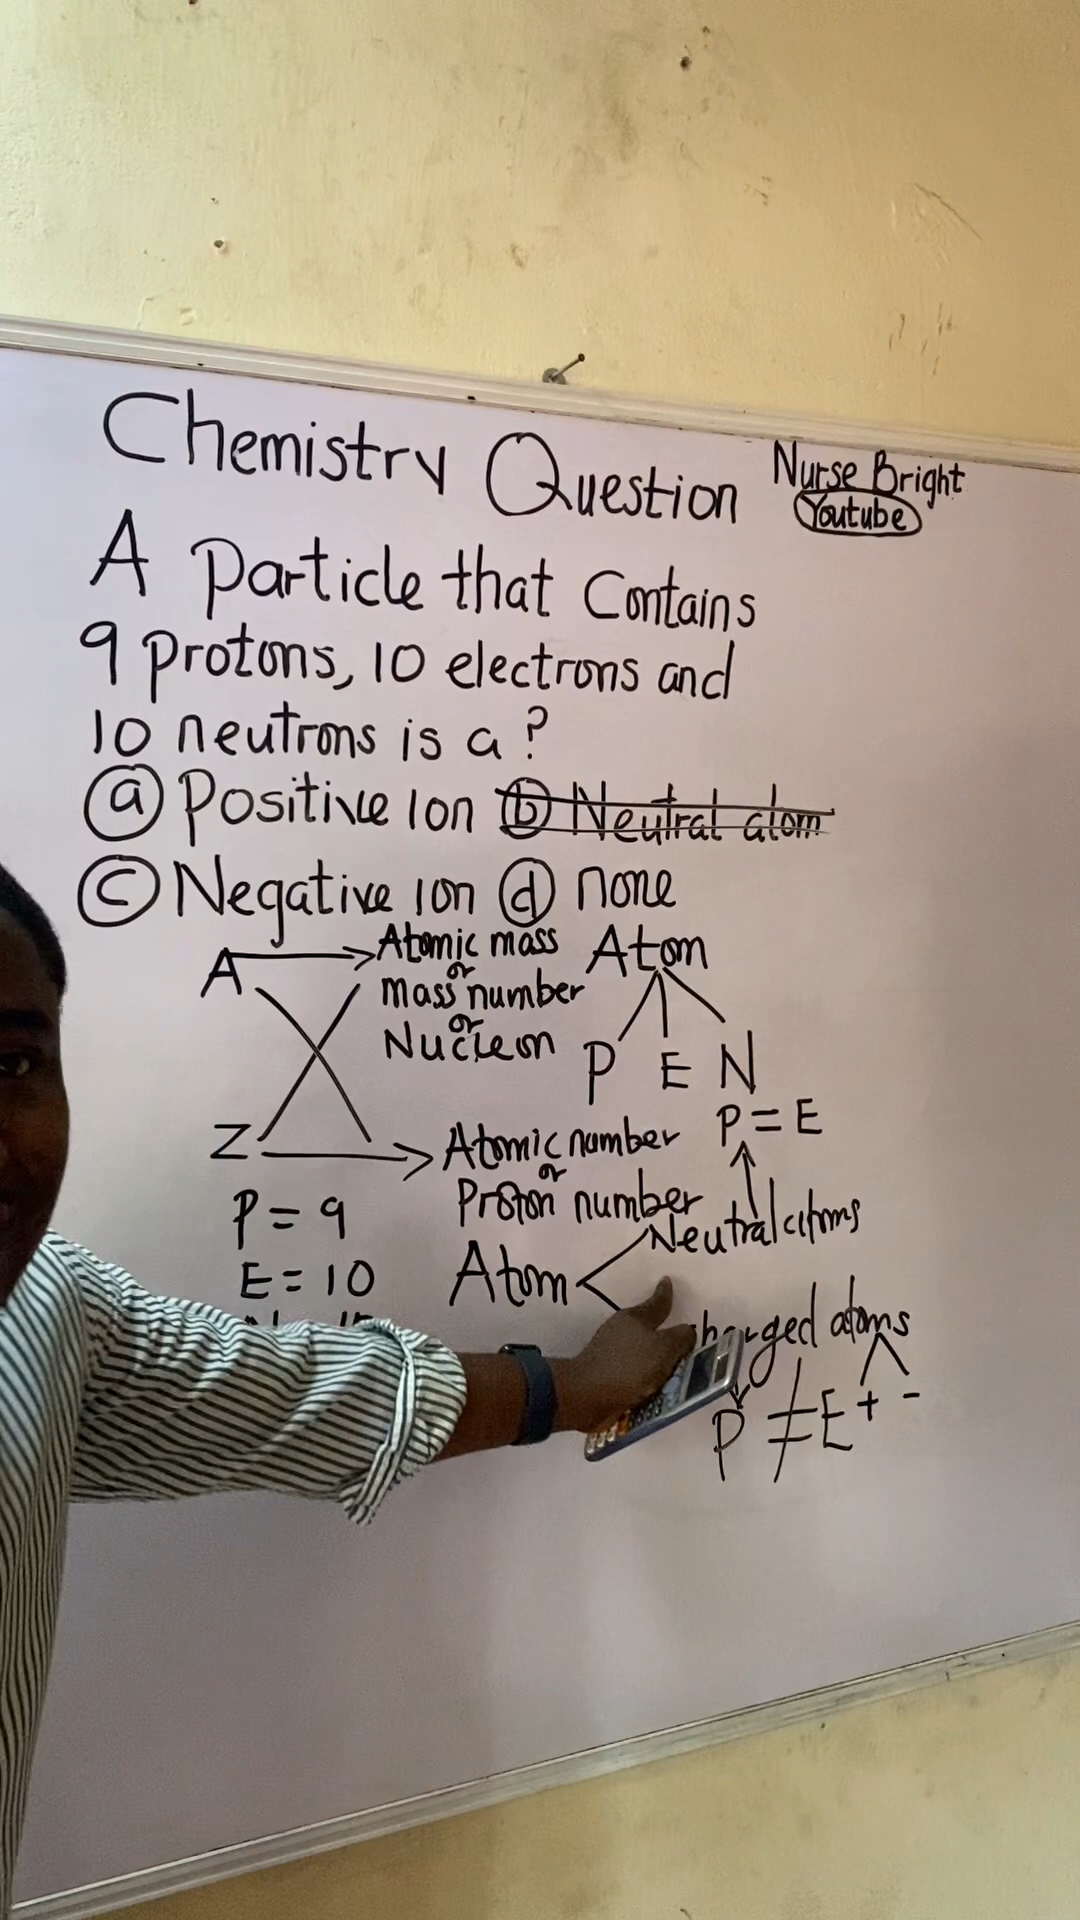 Chemistry Question
Nurse Bright
Youtube
A Particle that Contains
9 protons, 10 electrons and
10 neutrons is a ?
(a) Positive Ion (b) Neutral atom
(c) Negative Ion (d) none
A → Atomic mass
or
mass number
or
Nucleon
Z → Atomic number
or
Proton number
P = 9
E = 10
Atom
P E N
P = E
Atom < Neutral atoms
charged atoms
P ≠ E + -